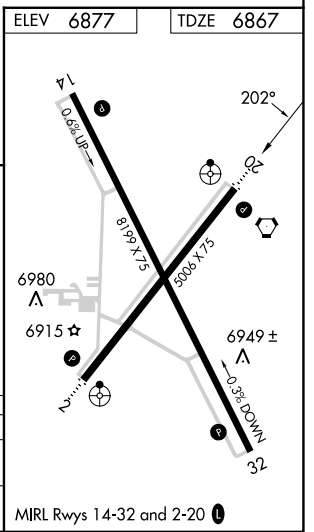 ELEV 6877
TDZE 6867
14
P
202°
0.6% UP
20
P
8199 X 75
5006 X 75
6980
6915
6949 ±
P
0.3% DOWN
2
P
32
MIRL Rwys 14-32 and 2-20 L